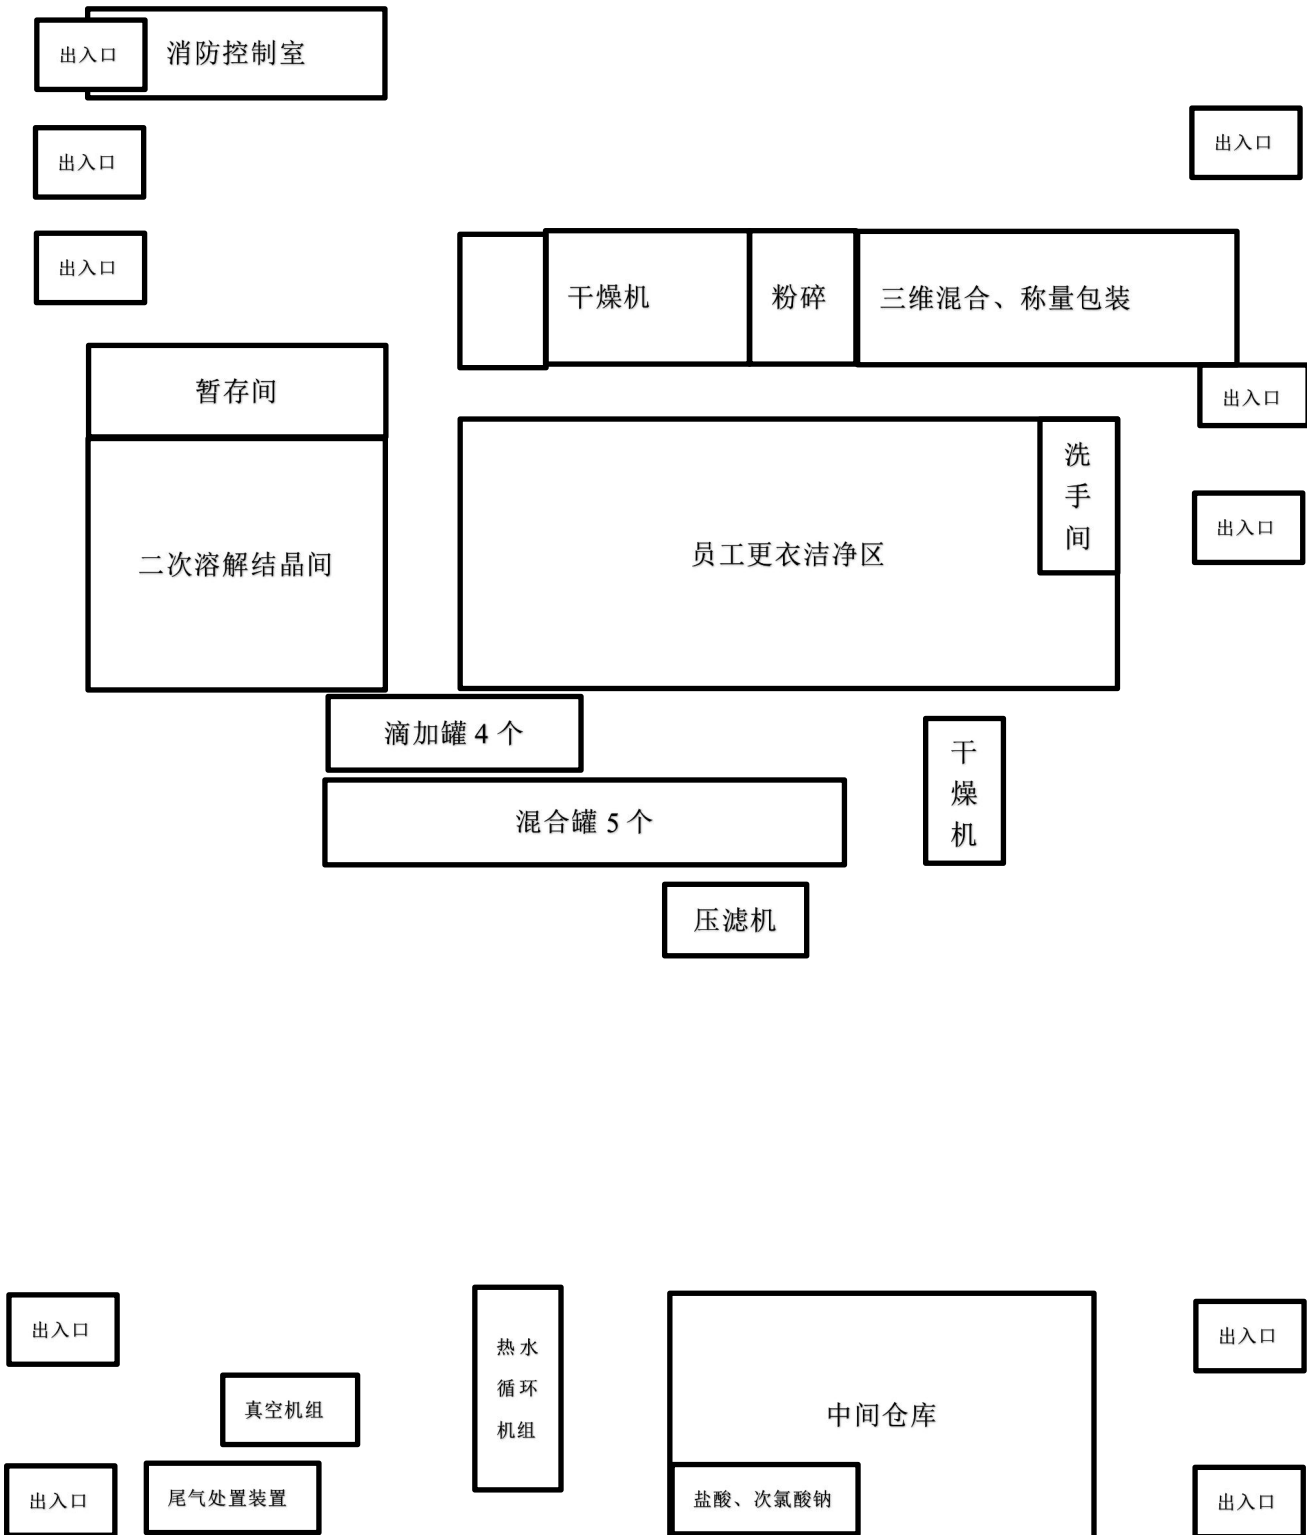 出入口
消防控制室
出入口
出入口
出入口
干燥机
粉碎
三维混合、称量包装
暂存间
出入口
洗
手
间
二次溶解结晶间
员工更衣洁净区
出入口
滴加罐 4 个
干
燥
机
混合罐 5 个
压滤机
出入口
热水
循环
机组
出入口
真空机组
中间仓库
出入口
尾气处置装置
盐酸、次氯酸钠
出入口